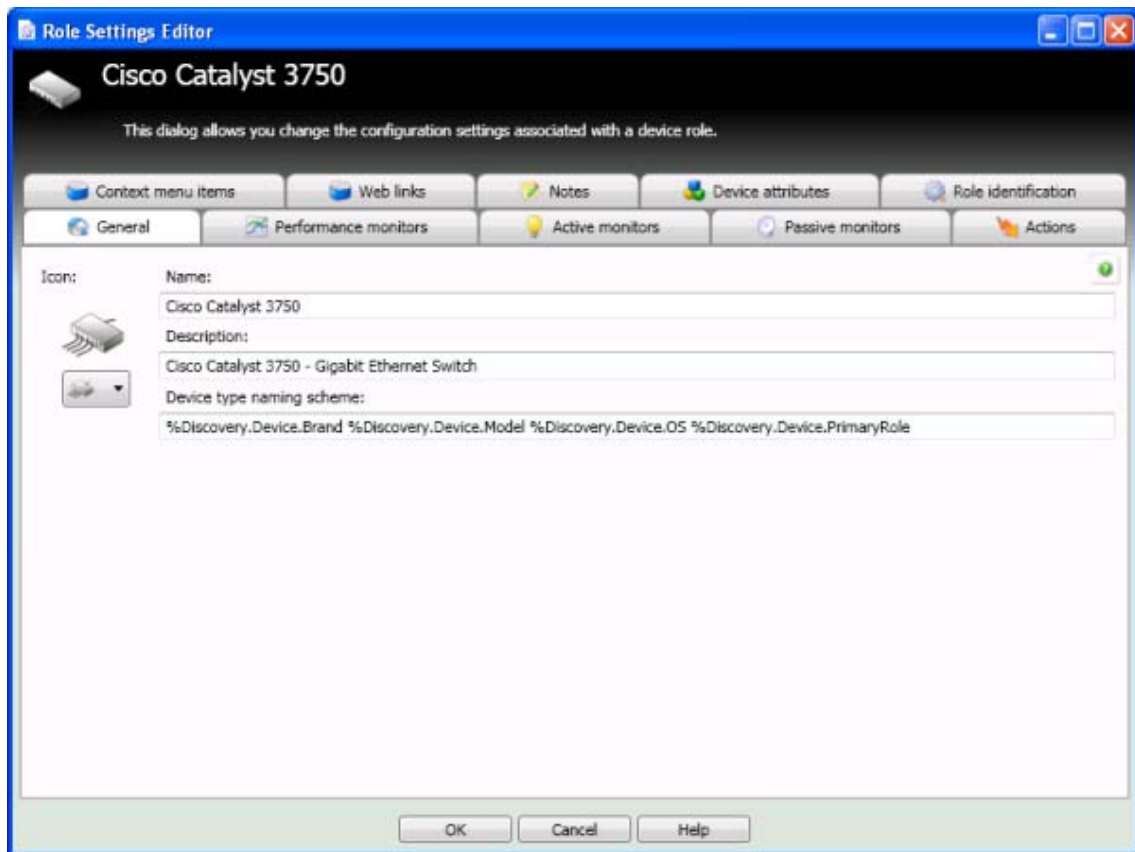 Role Settings Editor
Cisco Catalyst 3750
This dialog allows you change the configuration settings associated with a device role.
Context menu items
Web links
Notes
Device attributes
Role identification
General
Performance monitors
Active monitors
Passive monitors
Actions
Icon:
Name:
Cisco Catalyst 3750
Description:
Cisco Catalyst 3750 - Gigabit Ethernet Switch
Device type naming scheme:
%Discovery.Device.Brand %Discovery.Device.Model %Discovery.Device.OS %Discovery.Device.PrimaryRole
OK
Cancel
Help